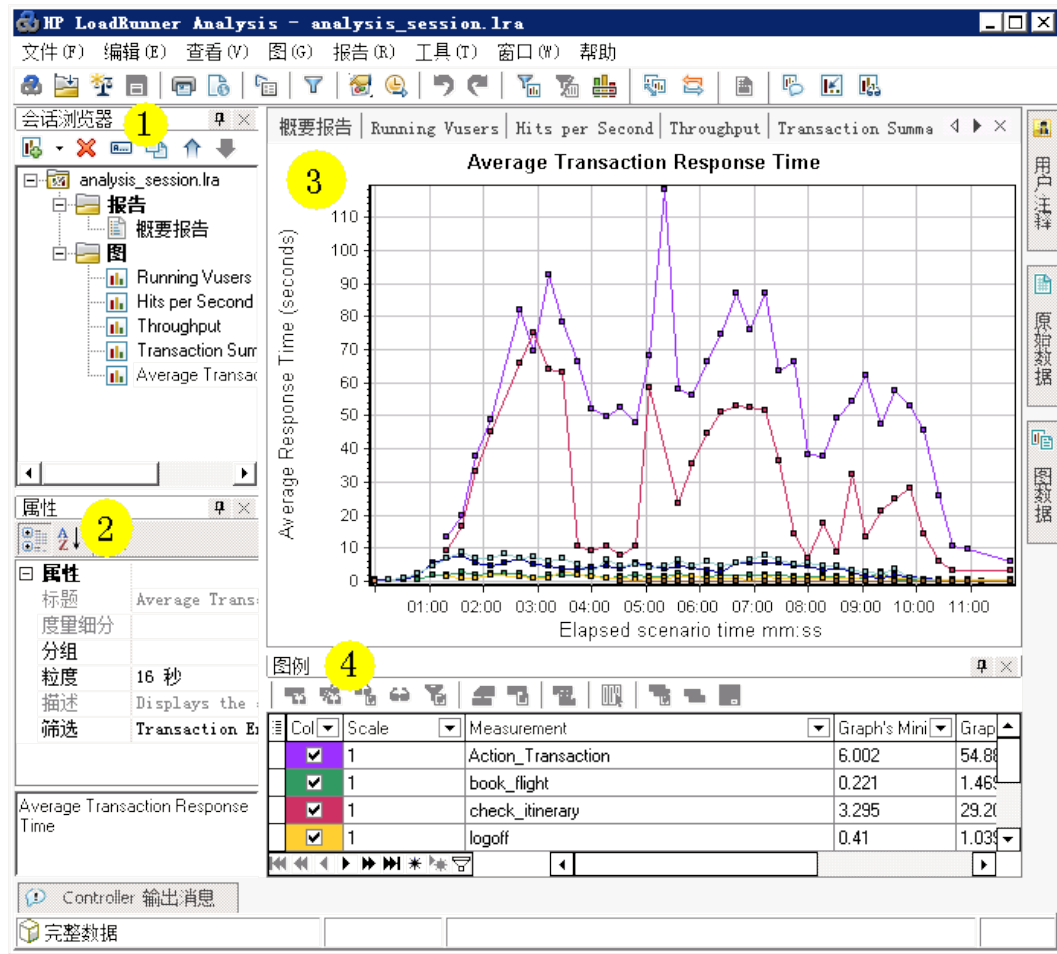 HP LoadRunner Analysis - analysis_session.lra
文件(F) 编辑(E) 查看(V) 图(G) 报告(R) 工具(T) 窗口(W) 帮助
会话浏览器
1
analysis_session.lra
报告
概要报告
图
Running Vusers
Hits per Second
Throughput
Transaction Sum
Average Transac
属性
2
属性
标题 Average Trans
度量细分
分组
粒度 16 秒
描述 Displays the
筛选 Transaction E
Average Transaction Response
Time
概要报告 Running Vusers Hits per Second Throughput Transaction Summa
3
Average Transaction Response Time
Average Response Time (seconds)
110
100
90
80
70
60
50
40
30
20
10
0
01:00 02:00 03:00 04:00 05:00 06:00 07:00 08:00 09:00 10:00 11:00
Elapsed scenario time mm:ss
图例
4
Col Scale Measurement Graph's Mini Grap
1 Action_Transaction 6.002 54.88
1 book_flight 0.221 1.469
1 check_itinerary 3.295 29.20
1 logoff 0.41 1.039
用户注释
原始数据
图数据
Controller 输出消息
完整数据